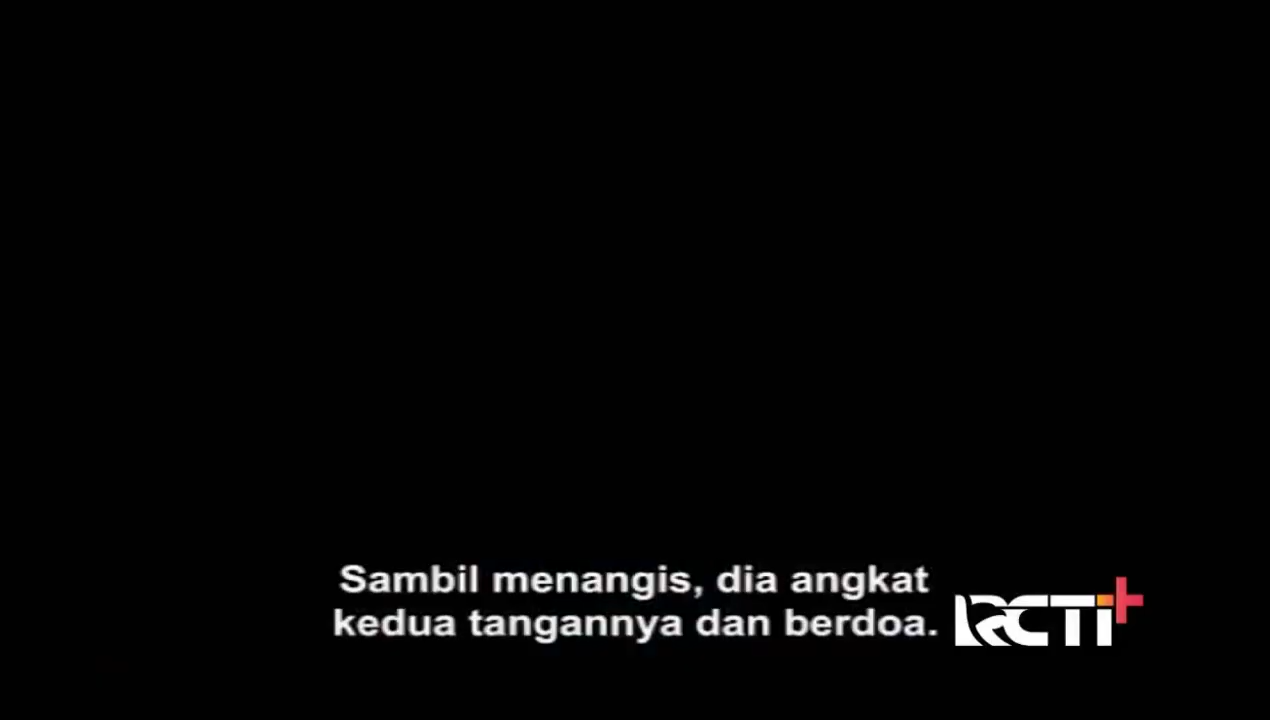 Sambil menangis, dia angkat
kedua tangannya dan berdoa.
RCTI+